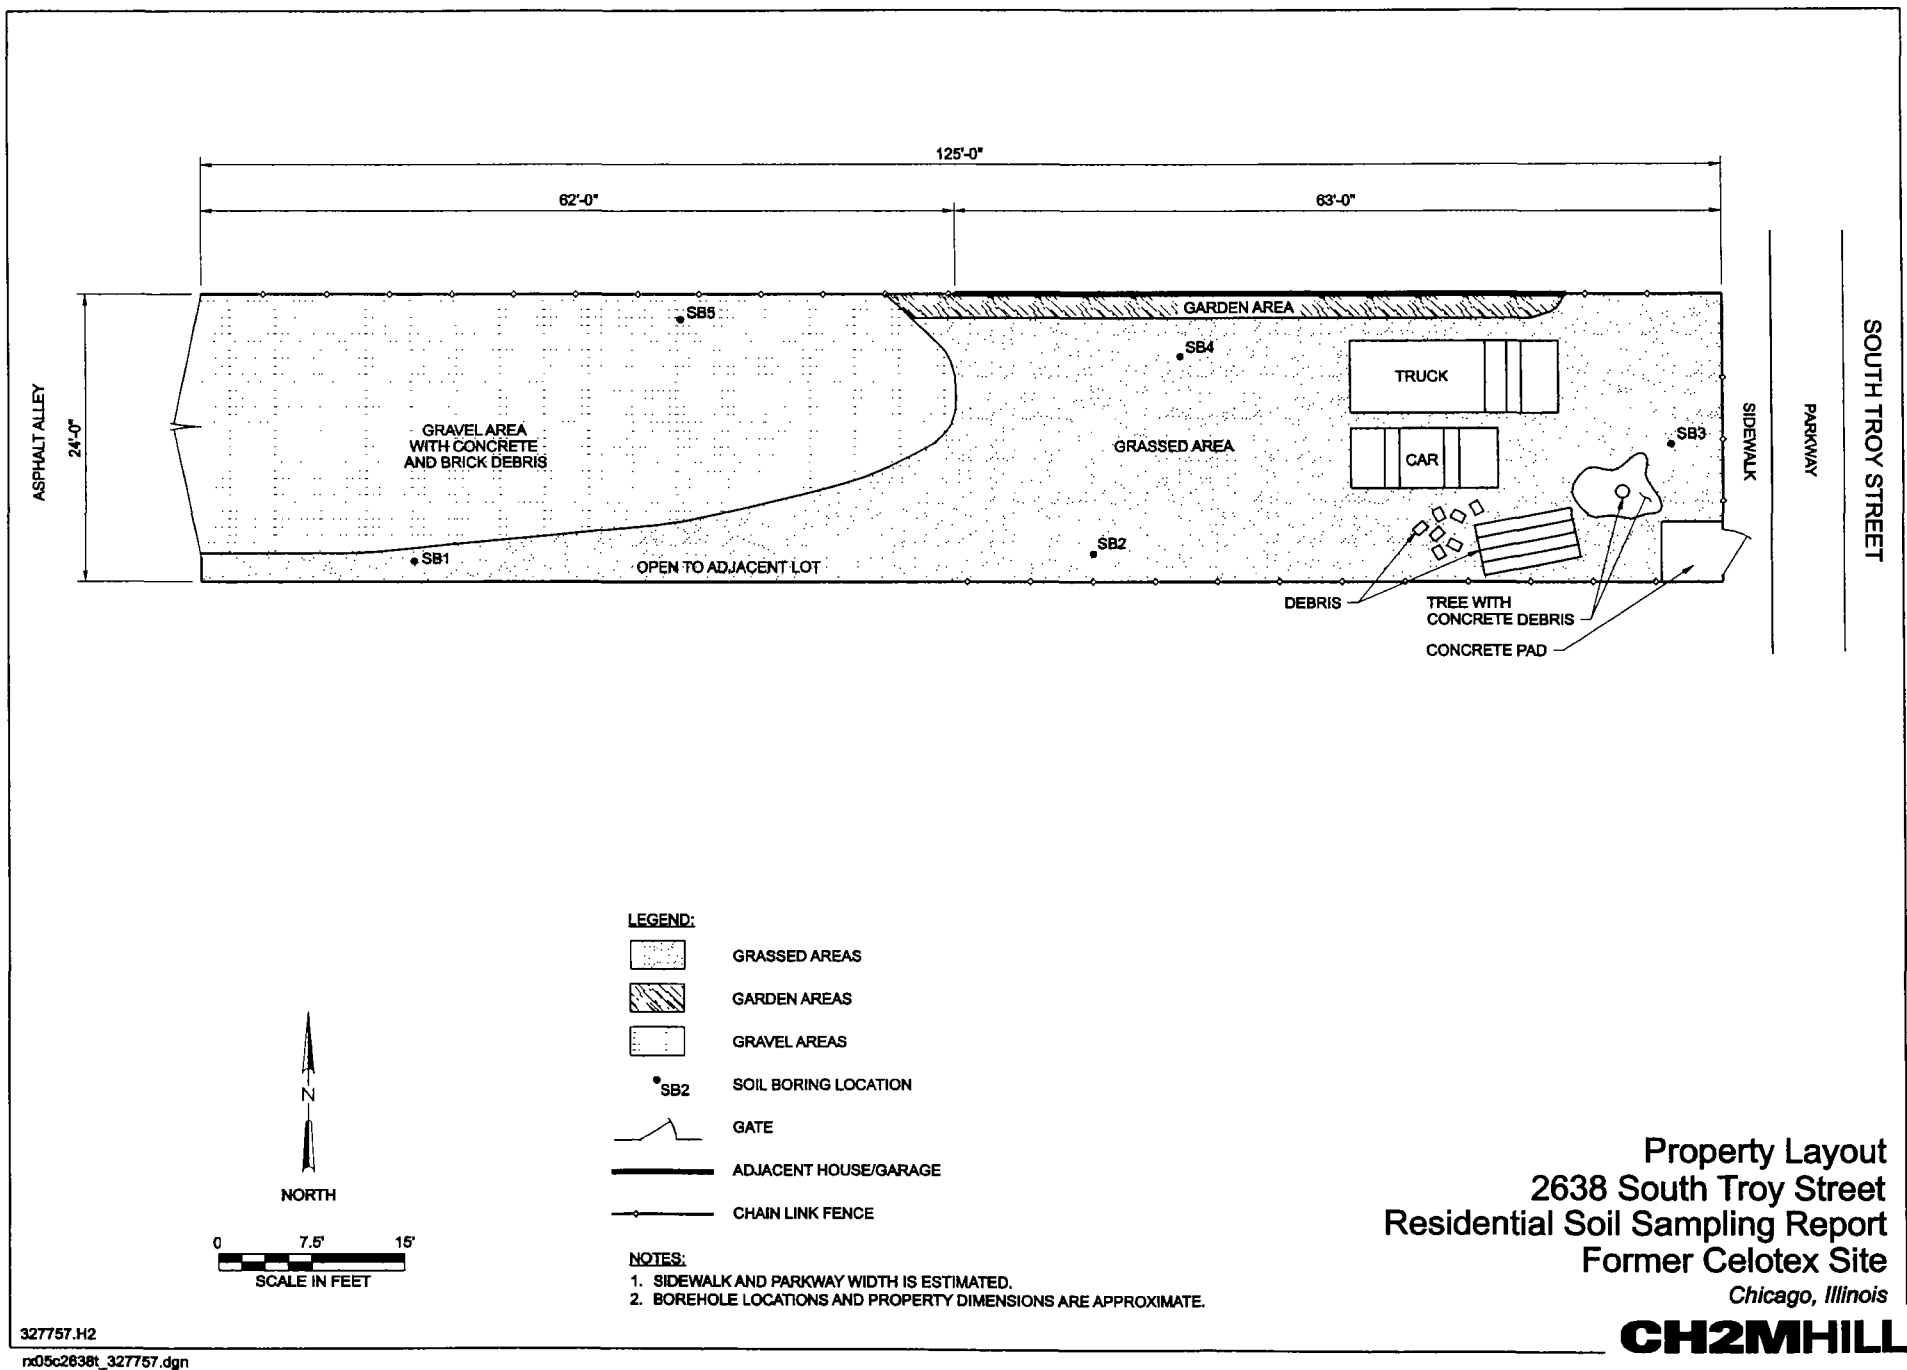 125'-0"
62'-0"
63'-0"
ASPHALT ALLEY
24'-0"
SB5
GARDEN AREA
SB4
TRUCK
GRAVEL AREA
WITH CONCRETE
AND BRICK DEBRIS
GRASSED AREA
CAR
SB3
SIDEWALK
PARKWAY
SOUTH TROY STREET
SB1
OPEN TO ADJACENT LOT
SB2
DEBRIS
TREE WITH
CONCRETE DEBRIS
CONCRETE PAD
LEGEND:
GRASSED AREAS
GARDEN AREAS
GRAVEL AREAS
SB2 SOIL BORING LOCATION
GATE
ADJACENT HOUSE/GARAGE
CHAIN LINK FENCE
N
NORTH
0 7.5' 15'
SCALE IN FEET
NOTES:
1. SIDEWALK AND PARKWAY WIDTH IS ESTIMATED.
2. BOREHOLE LOCATIONS AND PROPERTY DIMENSIONS ARE APPROXIMATE.
Property Layout
2638 South Troy Street
Residential Soil Sampling Report
Former Celotex Site
Chicago, Illinois
CH2MHILL
327757.H2
rx05c2638t_327757.dgn